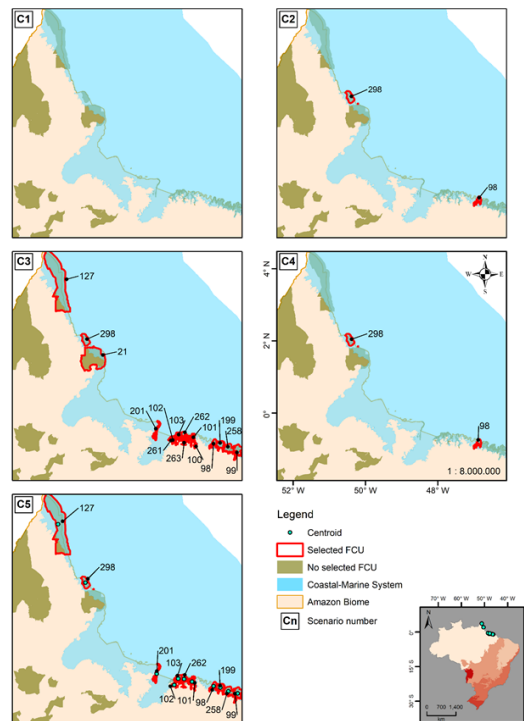 C1
C2
298
98
C3
127
298
21
201
102
103
262
101
199
258
261
263
100
98
99
C4
N
W E
S
298
98
4° N
2° N
0°
1 : 8.000.000
52° W 50° W 48° W
C5
127
298
201
103
262
199
102
101
98
258
99
Legend
Centroid
Selected FCU
No selected FCU
Coastal-Marine System
Amazon Biome
Cn Scenario number
70° W 60° W 50° W 40° W
N
0°
15° S
30° S
0 700 1,400
km